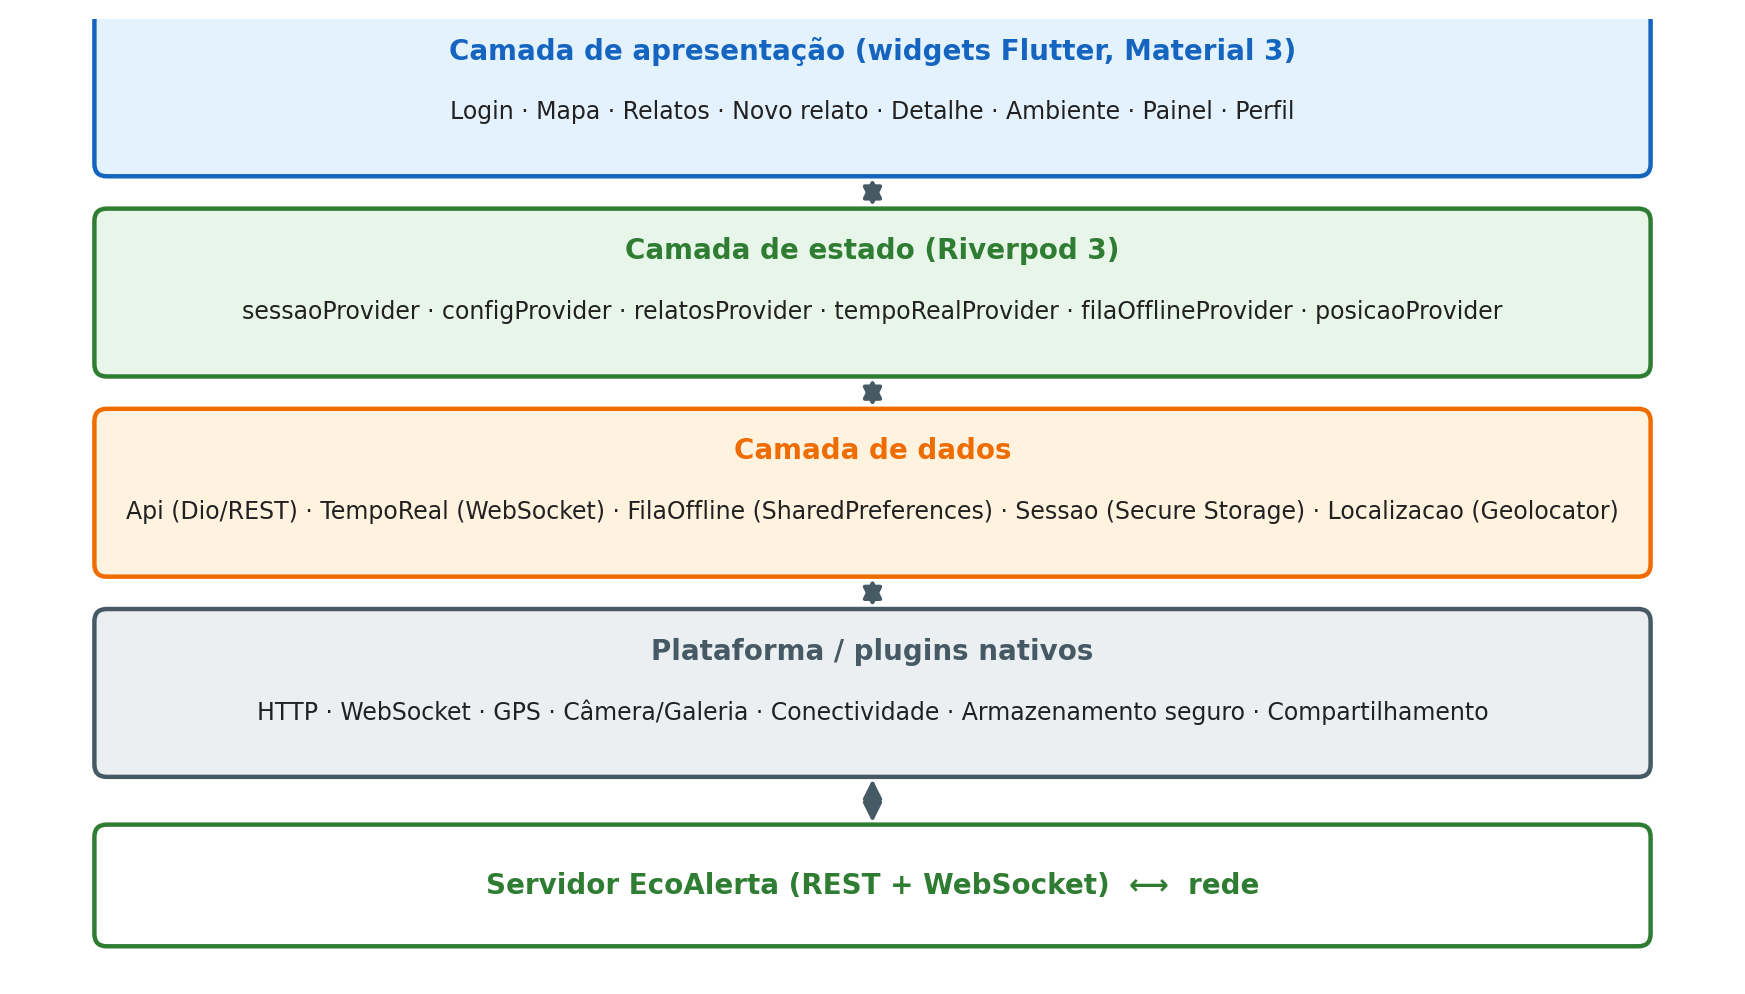 Camada de apresentação (widgets Flutter, Material 3)
Login · Mapa · Relatos · Novo relato · Detalhe · Ambiente · Painel · Perfil
Camada de estado (Riverpod 3)
sessaoProvider · configProvider · relatosProvider · tempoRealProvider · filaOfflineProvider · posicaoProvider
Camada de dados
Api (Dio/REST) · TempoReal (WebSocket) · FilaOffline (SharedPreferences) · Sessao (Secure Storage) · Localizacao (Geolocator)
Plataforma / plugins nativos
HTTP · WebSocket · GPS · Câmera/Galeria · Conectividade · Armazenamento seguro · Compartilhamento
Servidor EcoAlerta (REST + WebSocket) ⟷ rede